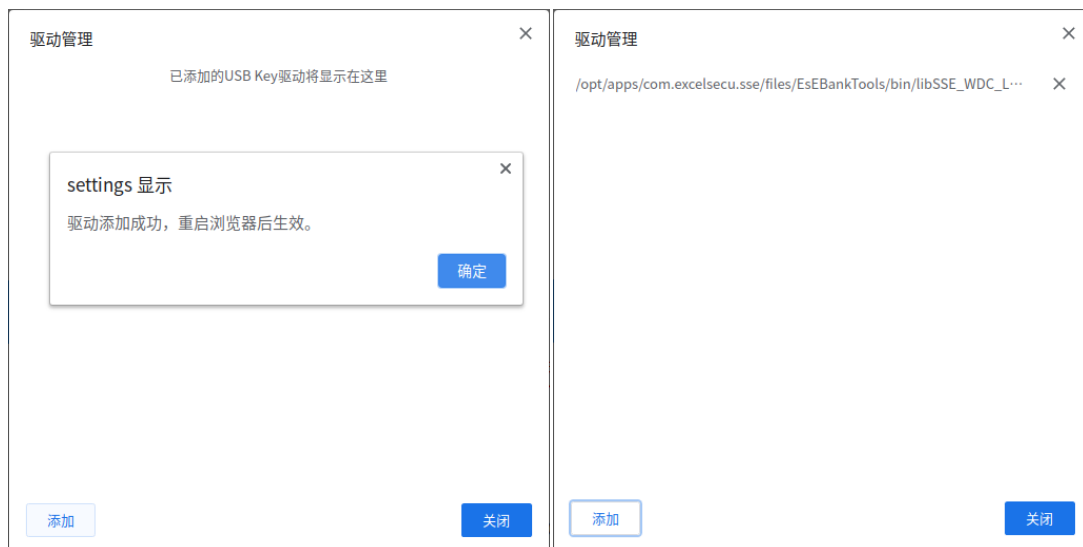 驱动管理
已添加的USB Key驱动将显示在这里
settings 显示
驱动添加成功，重启浏览器后生效。
确定
添加
关闭
驱动管理
/opt/apps/com.excelsecu.sse/files/EsEBankTools/bin/libSSE_WDC_L…
添加
关闭